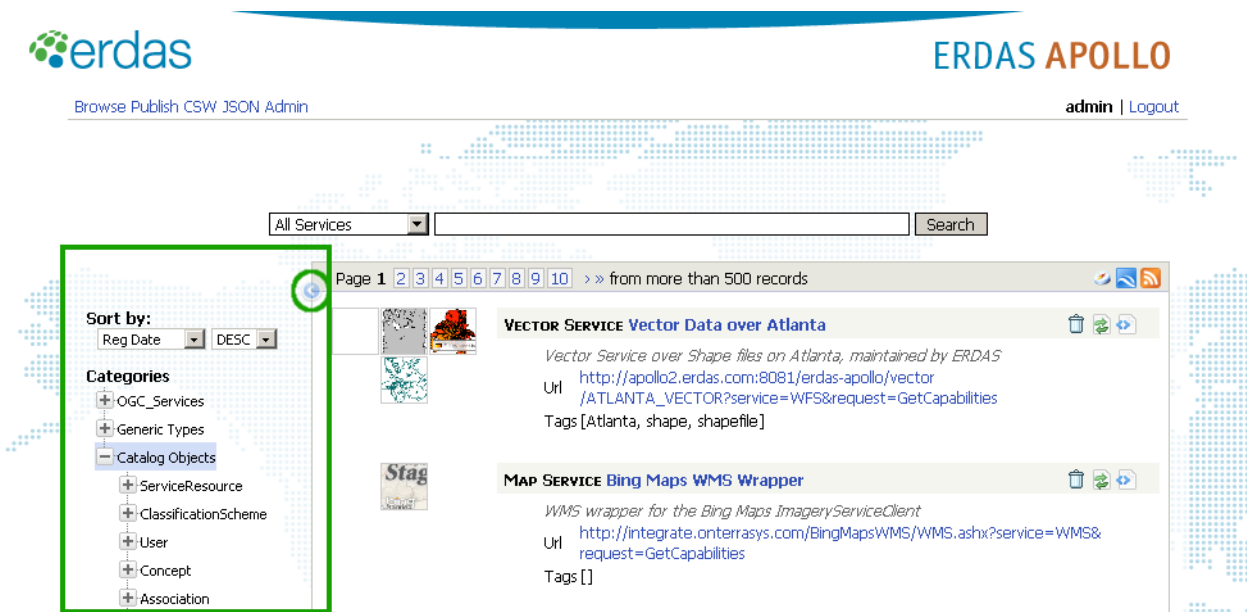 erdas
ERDAS APOLLO
Browse Publish CSW JSON Admin
admin | Logout
All Services
Search
Page 1 2 3 4 5 6 7 8 9 10 > » from more than 500 records
Sort by:
Reg Date DESC
Categories
OGC_Services
Generic Types
Catalog Objects
ServiceResource
ClassificationScheme
User
Concept
Association
VECTOR SERVICE Vector Data over Atlanta
Vector Service over Shape files on Atlanta, maintained by ERDAS
Url http://apollo2.erdas.com:8081/erdas-apollo/vector
/ATLANTA_VECTOR?service=WFS&request=GetCapabilities
Tags [Atlanta, shape, shapefile]
Stag
MAP SERVICE Bing Maps WMS Wrapper
WMS wrapper for the Bing Maps ImageryServiceClient
Url http://integrate.onterrasys.com/BingMapsWMS/WMS.ashx?service=WMS&
request=GetCapabilities
Tags []